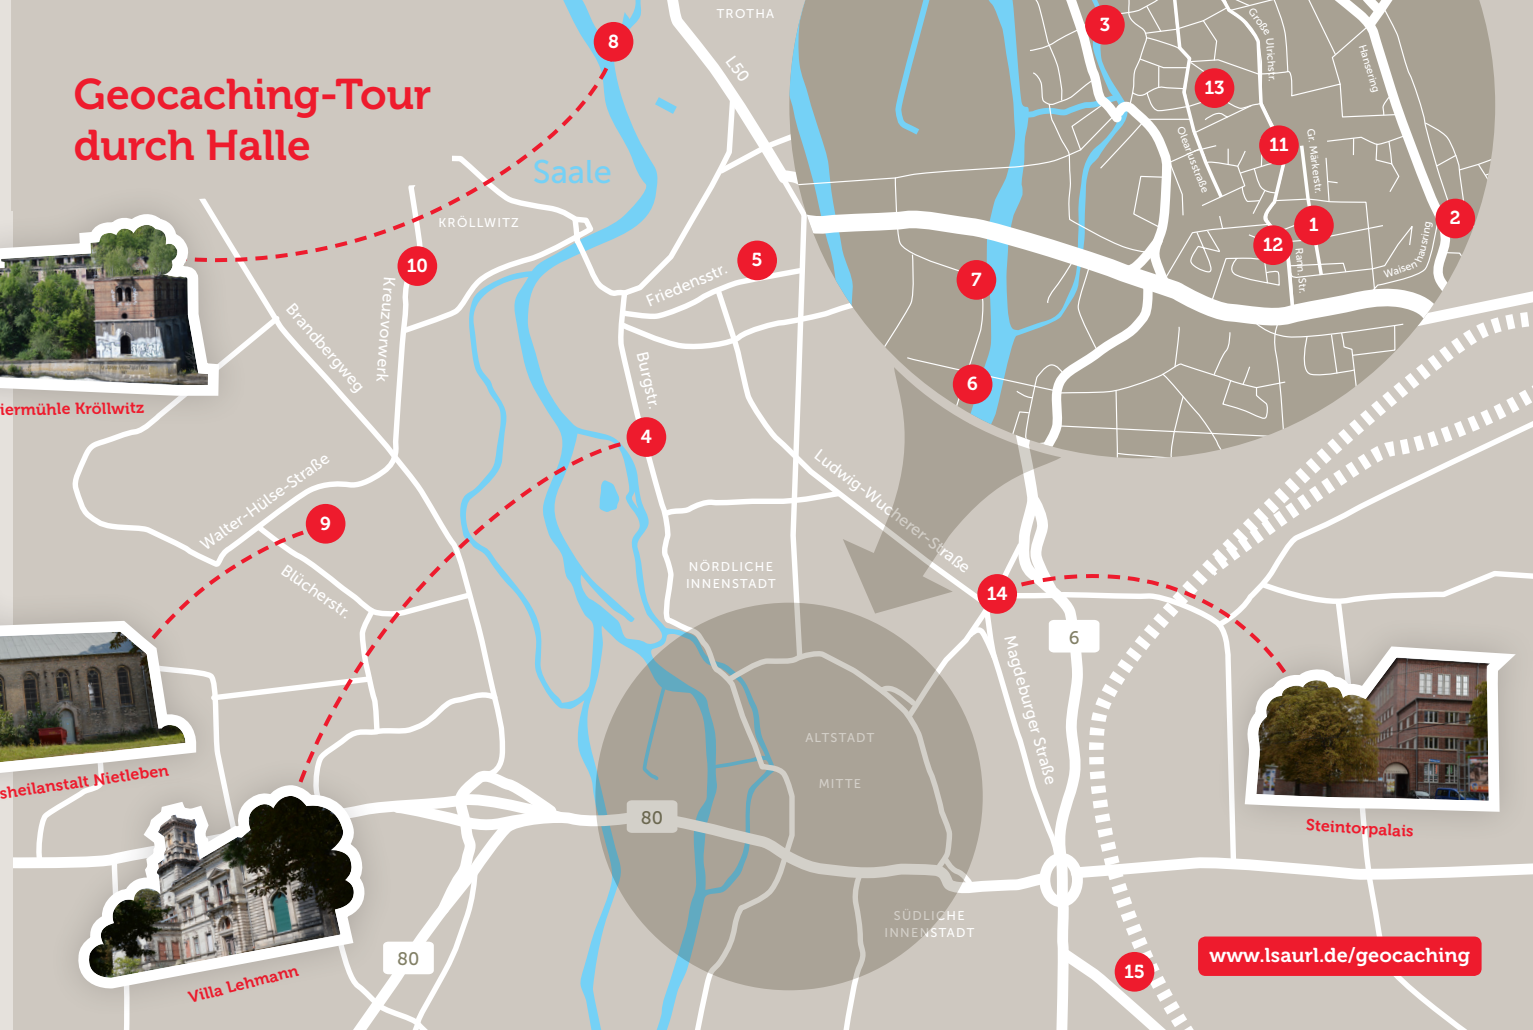 Geocaching-Tour
durch Halle
TROTHA
L50
Saale
KRÖLLWITZ
8
10
5
Friedensstr.
Kreuzvorwerk
Brandbergweg
Burgstr.
4
iermühle Kröllwitz
Walter-Hülse-Straße
9
Blücherstr.
sheilanstalt Nietleben
Villa Lehmann
3
Große Ulrichstr.
Hansering
13
11
Oleariusstraße
Gr. Märkerstr.
1
2
12
Rann. Str.
Waisenhausring
7
6
Ludwig-Wucherer-Straße
NÖRDLICHE
INNENSTADT
14
6
Magdeburger Straße
ALTSTADT
MITTE
80
80
SÜDLICHE
INNENSTADT
Steintorpalais
15
www.lsaurl.de/geocaching